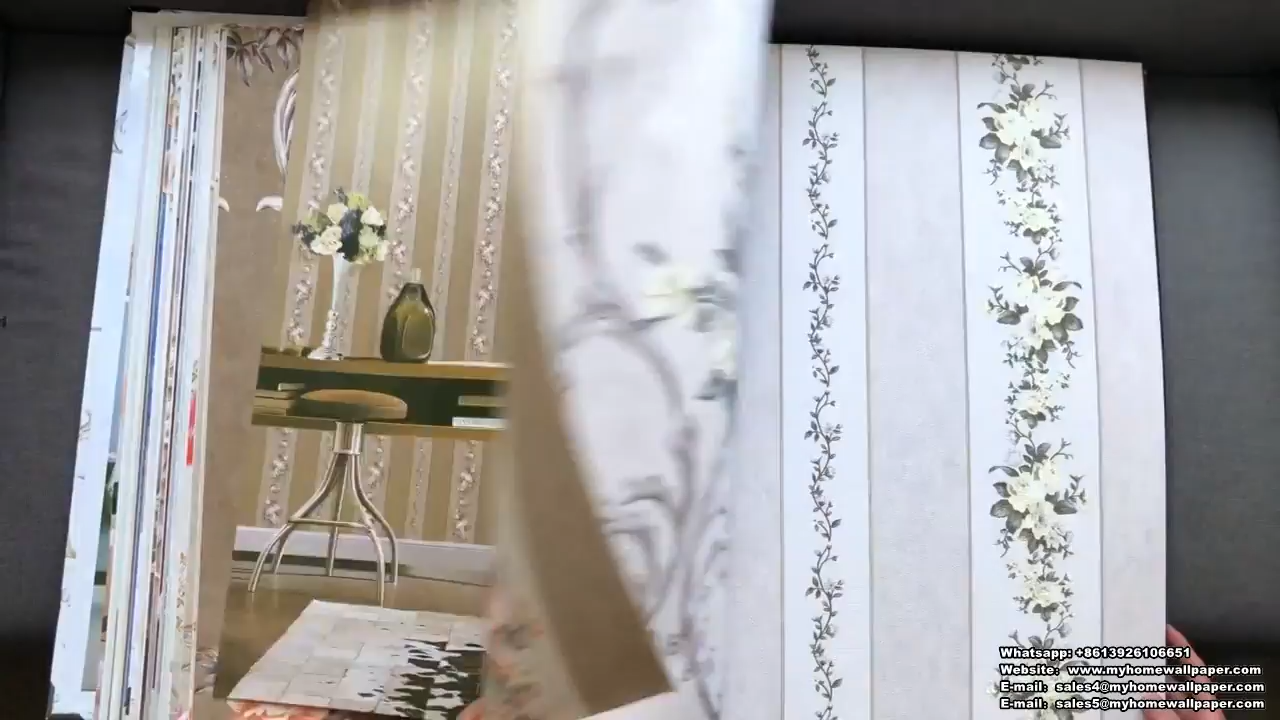 Whatsapp: +8613926106651
Website: www.myhomewallpaper.com
E-mail: sales4@myhomewallpaper.com
E-mail: sales5@myhomewallpaper.com